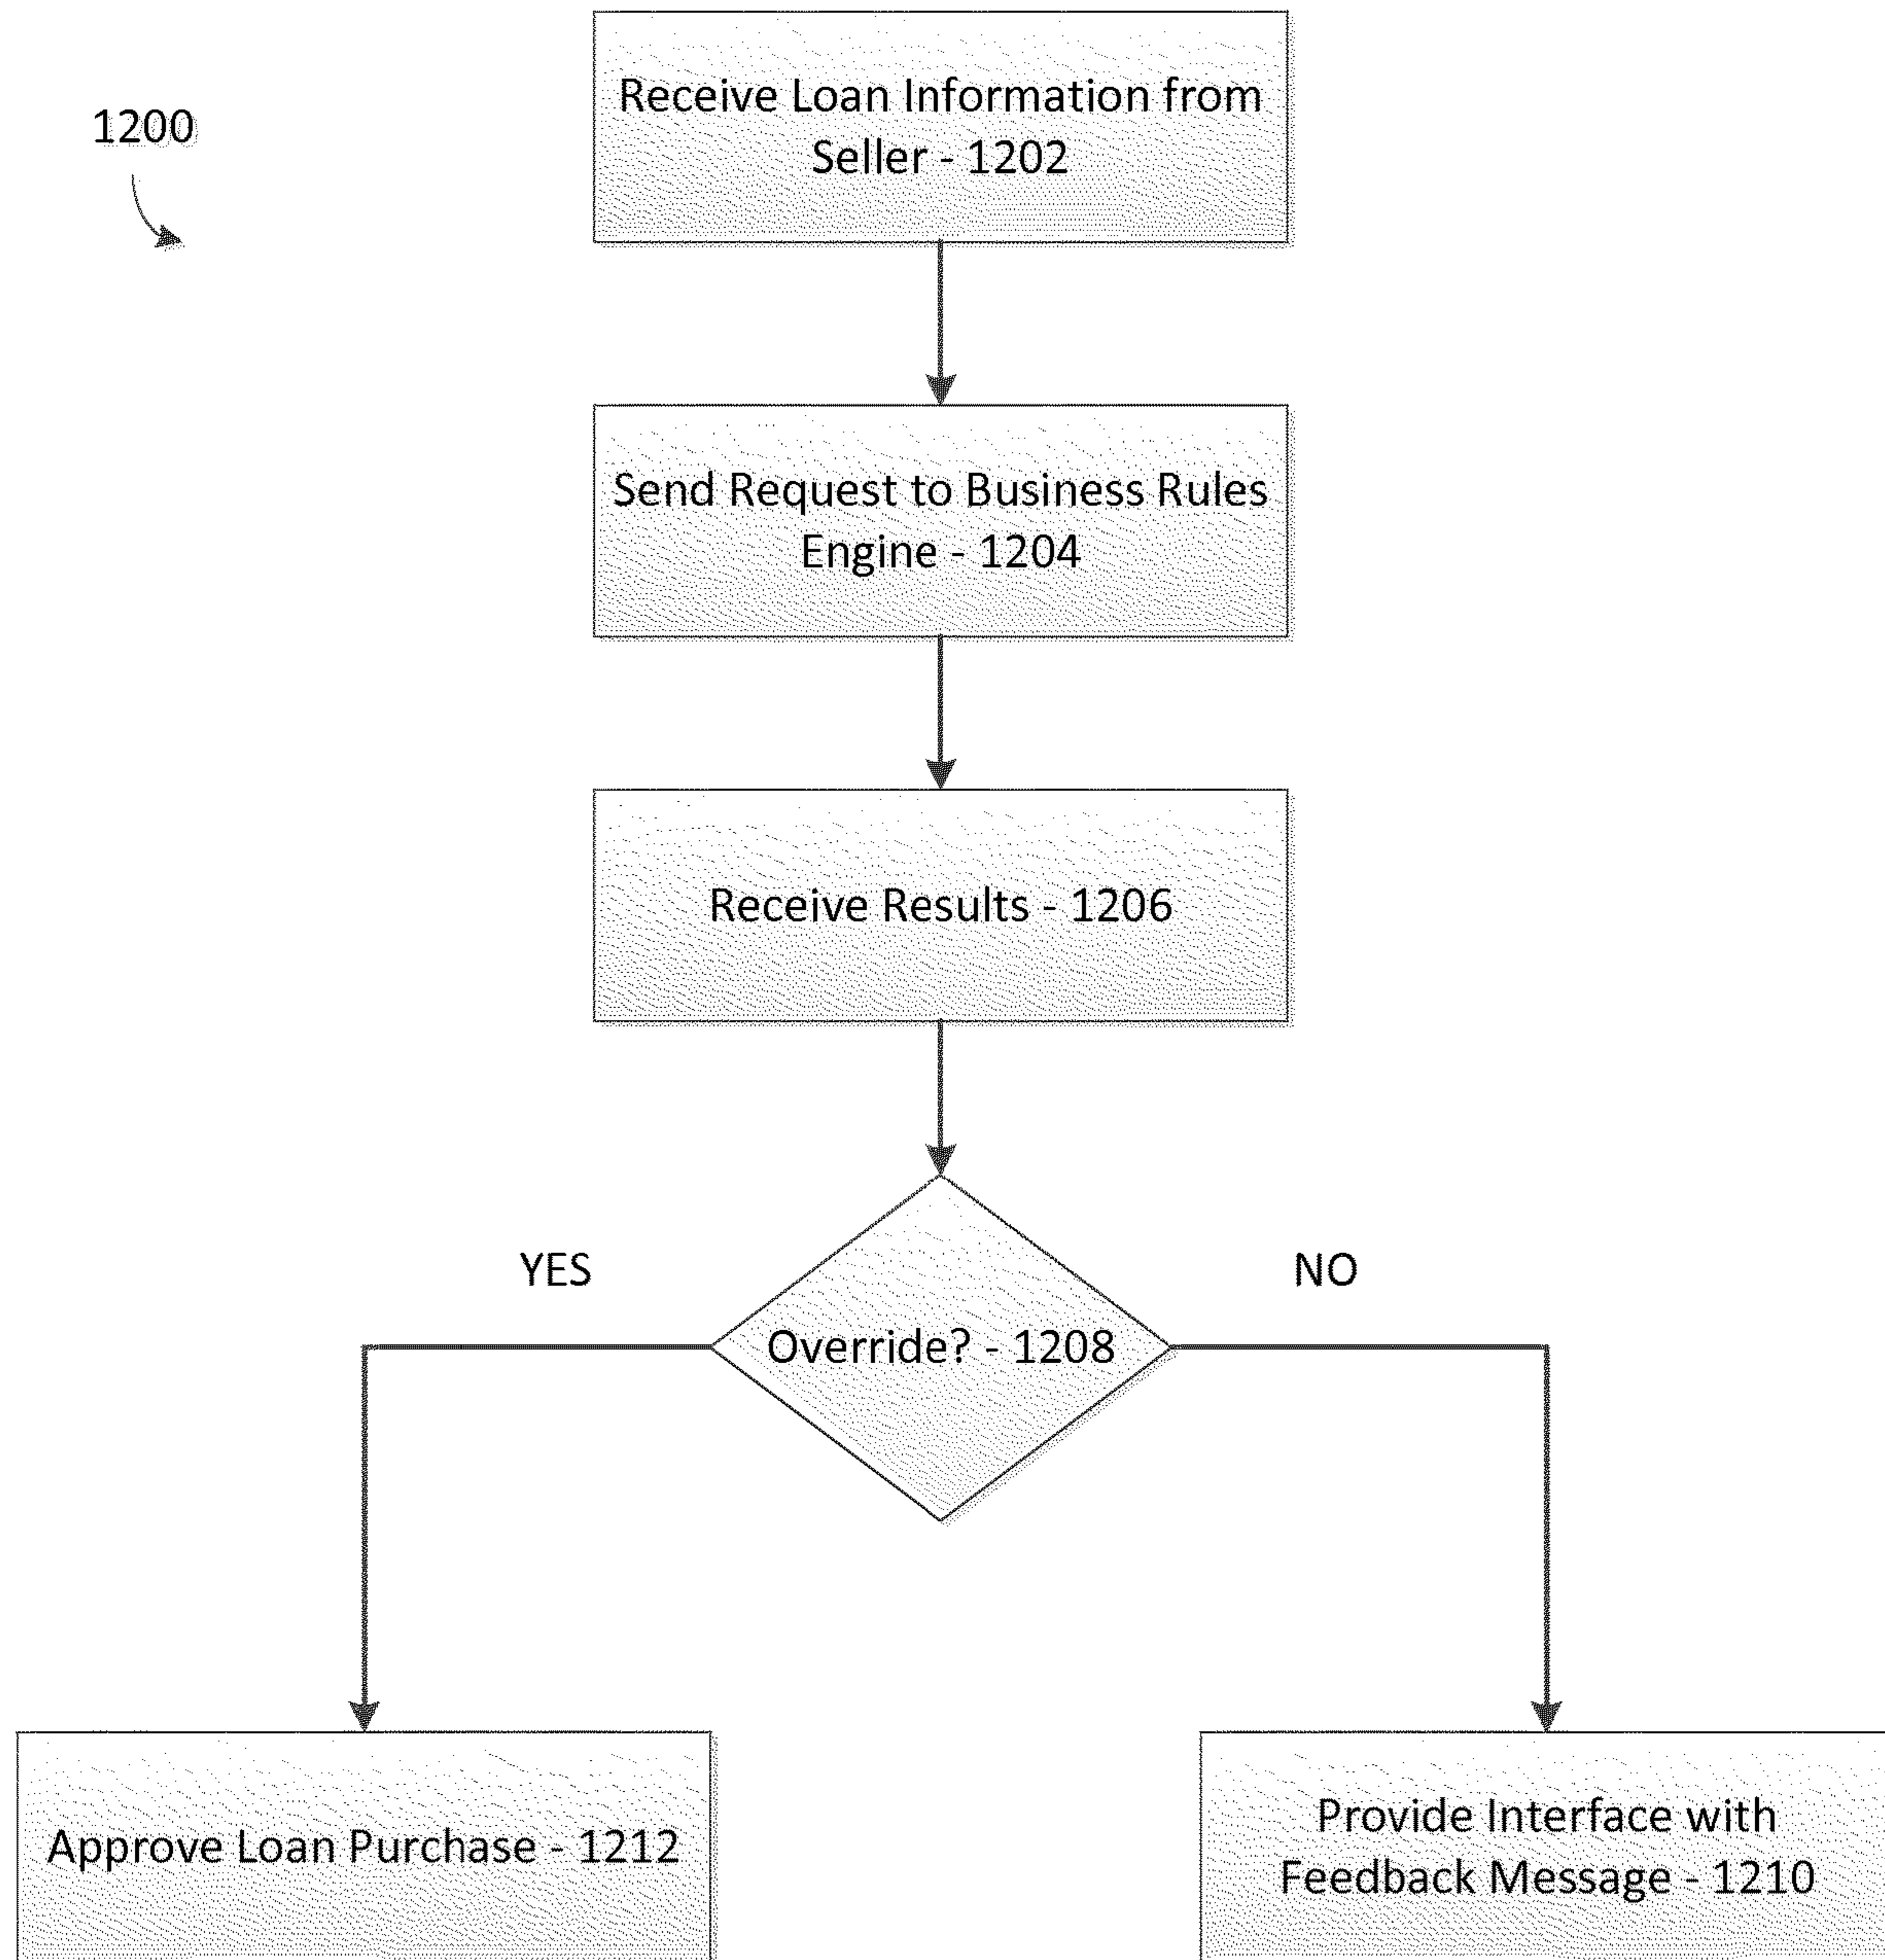 Receive Loan Information from
Seller - 1202
1200
Send Request to Business Rules
Engine - 1204
Receive Results - 1206
YES
NO
Override? - 1208
Approve Loan Purchase - 1212
Provide Interface with
Feedback Message - 1210